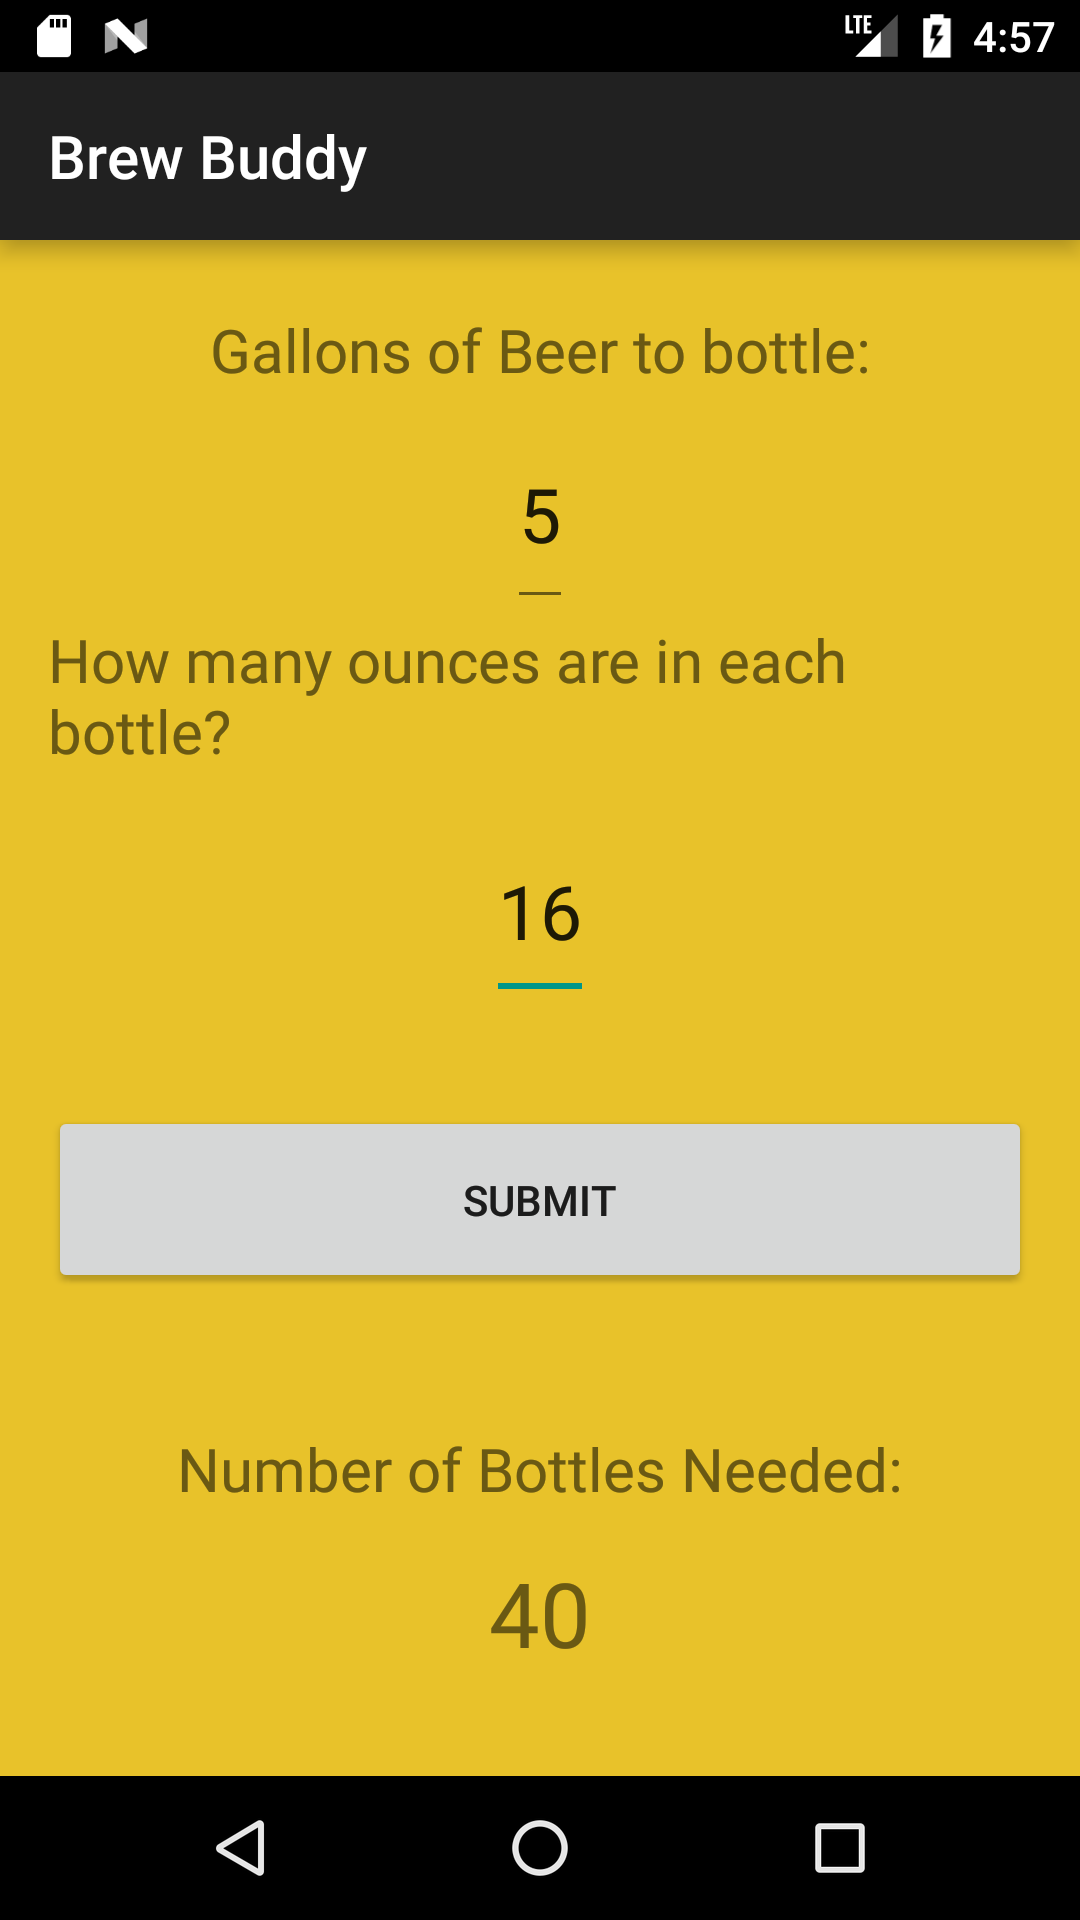 LTE 4:57
Brew Buddy
Gallons of Beer to bottle:
5
How many ounces are in each
bottle?
16
SUBMIT
Number of Bottles Needed:
40